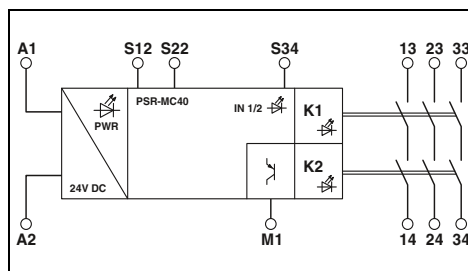 A1 S12 S22 S34 13 23 33
PWR PSR-MC40 IN 1/2 K1
K2
24V DC
A2 M1 14 24 34